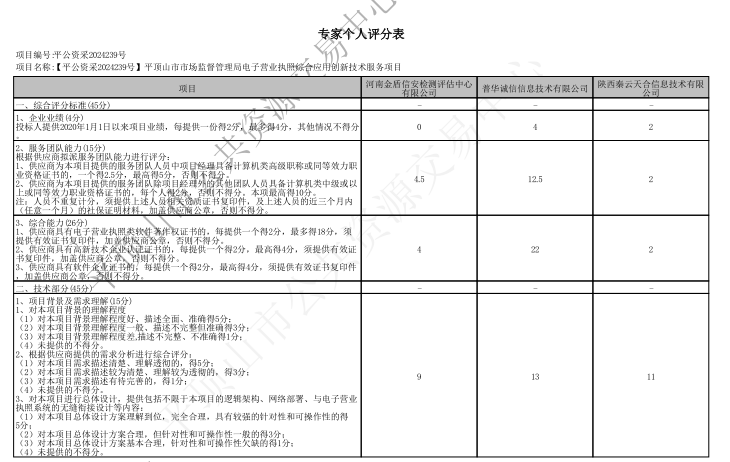 专家个人评分表
项目编号:平公资采2024239号
项目名称:【平公资采2024239号】平顶山市市场监督管理局电子营业执照综合应用创新技术服务项目
项目
河南金盾信安检测评估中心
有限公司
普华诚信信息技术有限公司
陕西秦云天合信息技术有限
公司
一、综合评分标准(45分)
-
-
-
1、企业业绩(4分)
投标人提供2020年1月1日以来项目业绩，每提供一份得2分，最多得4分，其他情况不得分
。
0
4
2
2、服务团队能力(15分)
根据供应商拟派服务团队能力进行评分:
1、供应商为本项目提供的服务团队人员中项目经理具备计算机类高级职称或同等效力职
业资格证书的，一个得2.5分，最高得5分，否则不得分。
2、供应商为本项目提供的服务团队除项目经理外的其他团队人员具备计算机类中级或以
上或同等效力职业资格证书的，每个人得2分，否则不得分。本项最高得10分。
注：人员不重复计分，须提供上述人员相关资质证书复印件，及上述人员的近三个月内
（任意一个月）的社保证明材料，加盖供应商公章，否则不得分。
4.5
12.5
2
3、综合能力(26分)
1、供应商具有电子营业执照类软件著作权证书的，每提供一个得2分，最多得18分，须
提供有效证书复印件，加盖供应商公章，否则不得分。
2、供应商具有高新技术企业认证证书的，每提供一个得2分，最高得4分，须提供有效证
书复印件，加盖供应商公章，否则不得分。
3、供应商具有软件企业证书的，每提供一个得2分，最高得4分，须提供有效证书复印件
，加盖供应商公章，否则不得分。
4
22
2
二、技术部分(45分)
-
-
-
1、项目背景及需求理解(15分)
1、对本项目背景的理解程度
（1）对本项目背景理解程度好、描述全面、准确得5分；
（2）对本项目背景理解程度一般、描述不完整但准确得3分；
（3）对本项目背景理解程度差,描述不完整、不准确得1分；
（4）未提供的不得分。
2、根据供应商提供的需求分析进行综合评分：
（1）对本项目需求描述清楚、理解透彻的，得5分；
（2）对本项目需求描述较为清楚、理解较为透彻的，得3分；
（3）对本项目需求描述有待完善的，得1分；
（4）未提供的不得分。
3、对本项目进行总体设计，提供包括不限于本项目的逻辑架构、网络部署、与电子营业
执照系统的无缝衔接设计等内容；
（1）对本项目总体设计方案理解到位，完全合理，具有较强的针对性和可操作性的得
5分；
（2）对本项目总体设计方案合理，但针对性和可操作性一般的得3分；
（3）对本项目总体设计方案基本合理，针对性和可操作性欠缺的得1分；
（4）未提供的不得分。
9
13
11